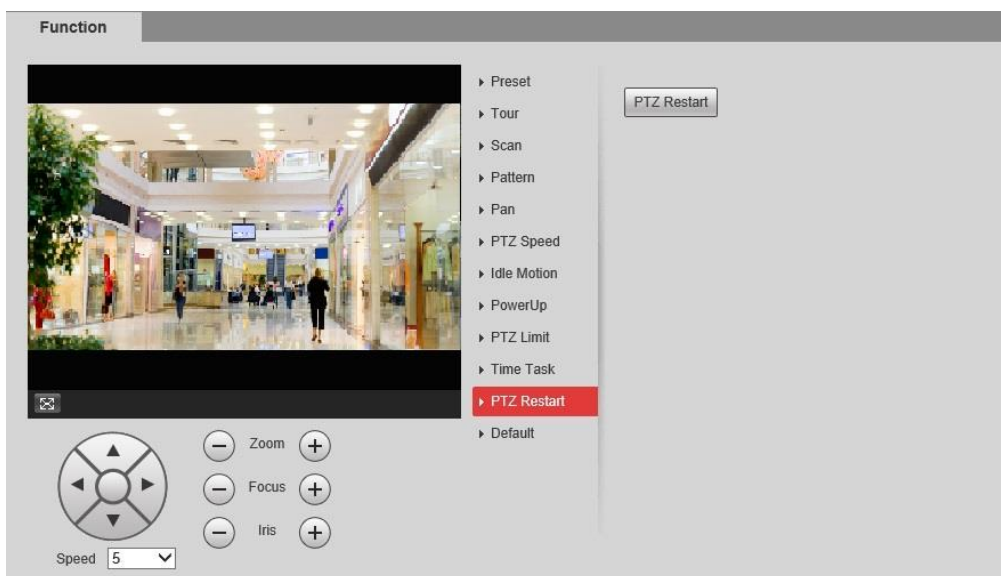 Function
Preset
Tour
Scan
Pattern
Pan
PTZ Speed
Idle Motion
PowerUp
PTZ Limit
Time Task
PTZ Restart
Default
PTZ Restart
Zoom
Focus
Iris
Speed 5